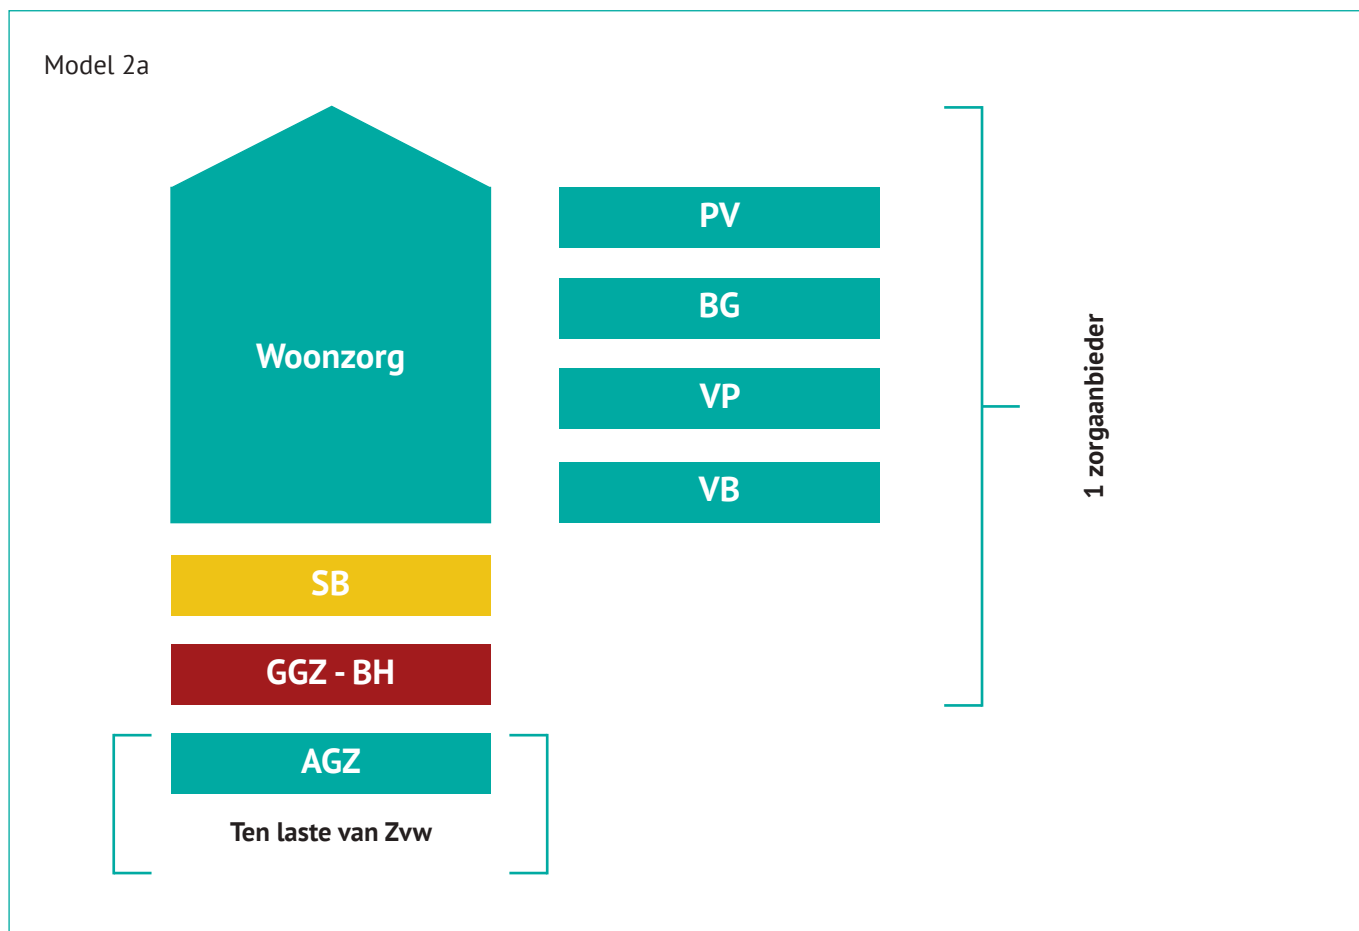 Model 2a
Woonzorg
PV
BG
VP
VB
SB
GGZ - BH
AGZ
Ten laste van Zvw
1 zorgaanbieder